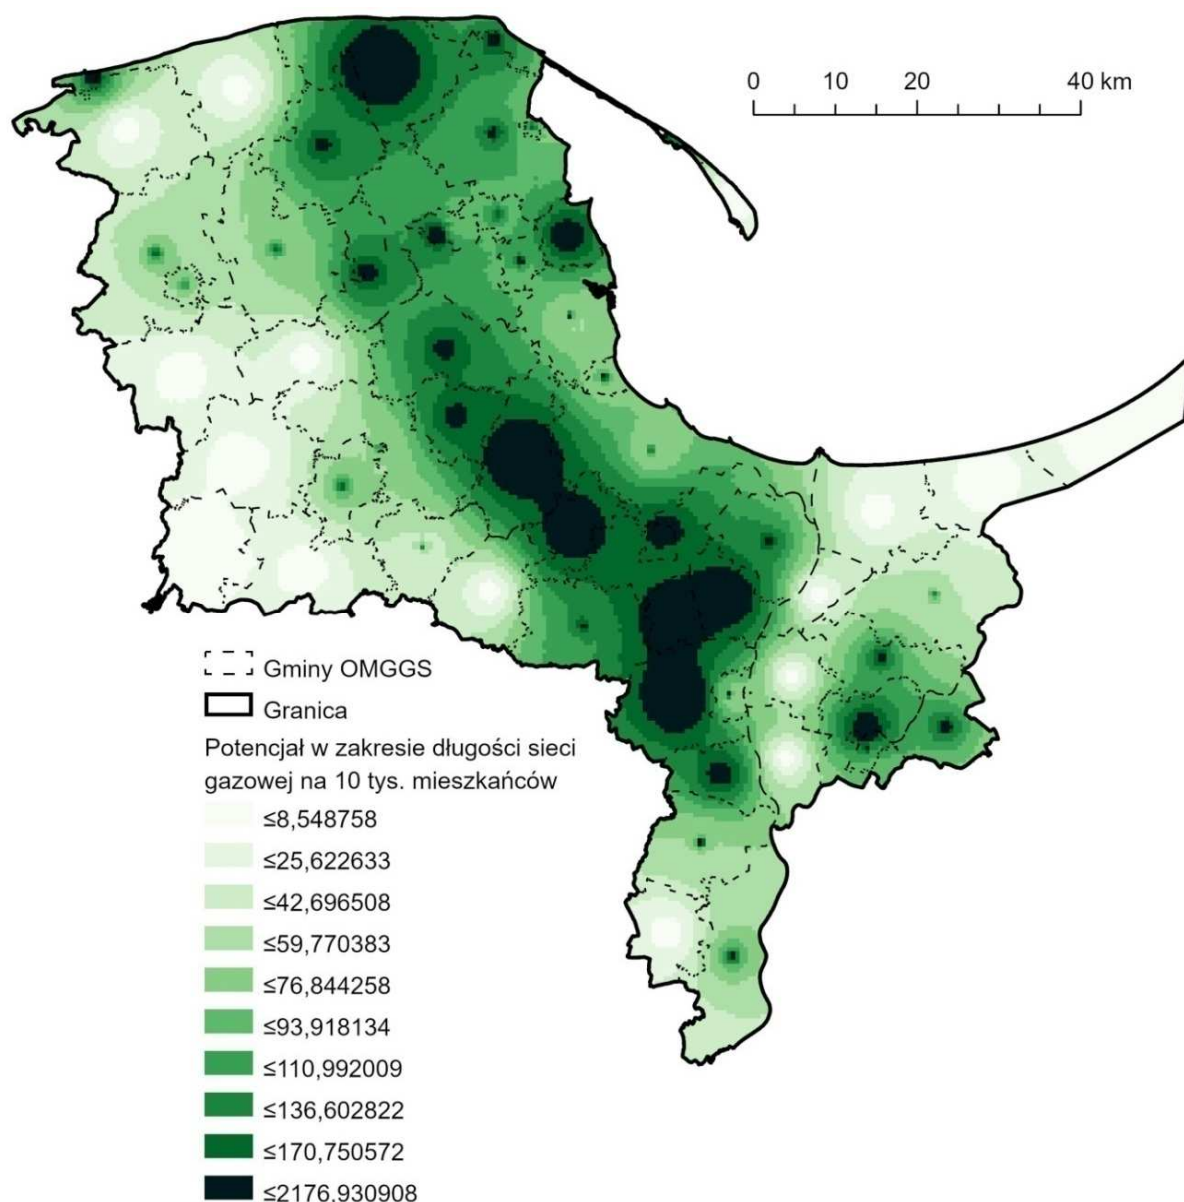 0 10 20 40 km
Gminy OMGGS
Granica
Potencjał w zakresie długości sieci
gazowej na 10 tys. mieszkańców
≤8,548758
≤25,622633
≤42,696508
≤59,770383
≤76,844258
≤93,918134
≤110,992009
≤136,602822
≤170,750572
≤2176,930908